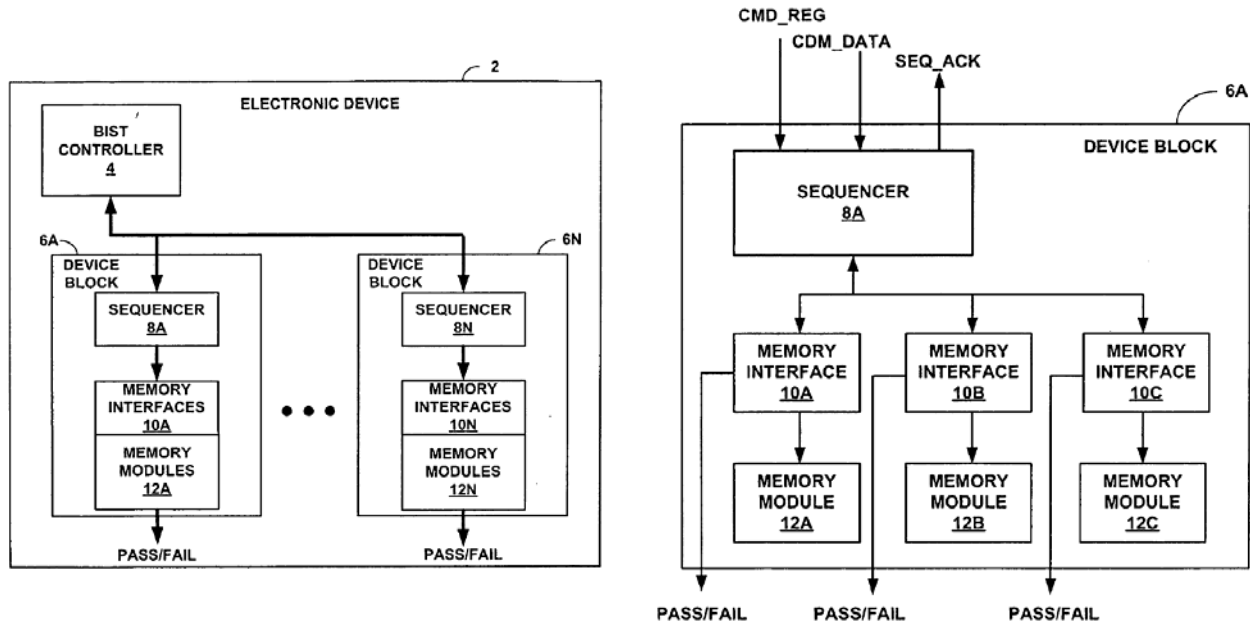 2
ELECTRONIC DEVICE
BIST
CONTROLLER
4
6A
DEVICE
BLOCK
SEQUENCER
8A
MEMORY
INTERFACES
10A
MEMORY
MODULES
12A
PASS/FAIL
6N
DEVICE
BLOCK
SEQUENCER
8N
MEMORY
INTERFACES
10N
MEMORY
MODULES
12N
PASS/FAIL
CMD_REG
CDM_DATA
SEQ_ACK
6A
DEVICE BLOCK
SEQUENCER
8A
MEMORY
INTERFACE
10A
MEMORY
INTERFACE
10B
MEMORY
INTERFACE
10C
MEMORY
MODULE
12A
MEMORY
MODULE
12B
MEMORY
MODULE
12C
PASS/FAIL
PASS/FAIL
PASS/FAIL